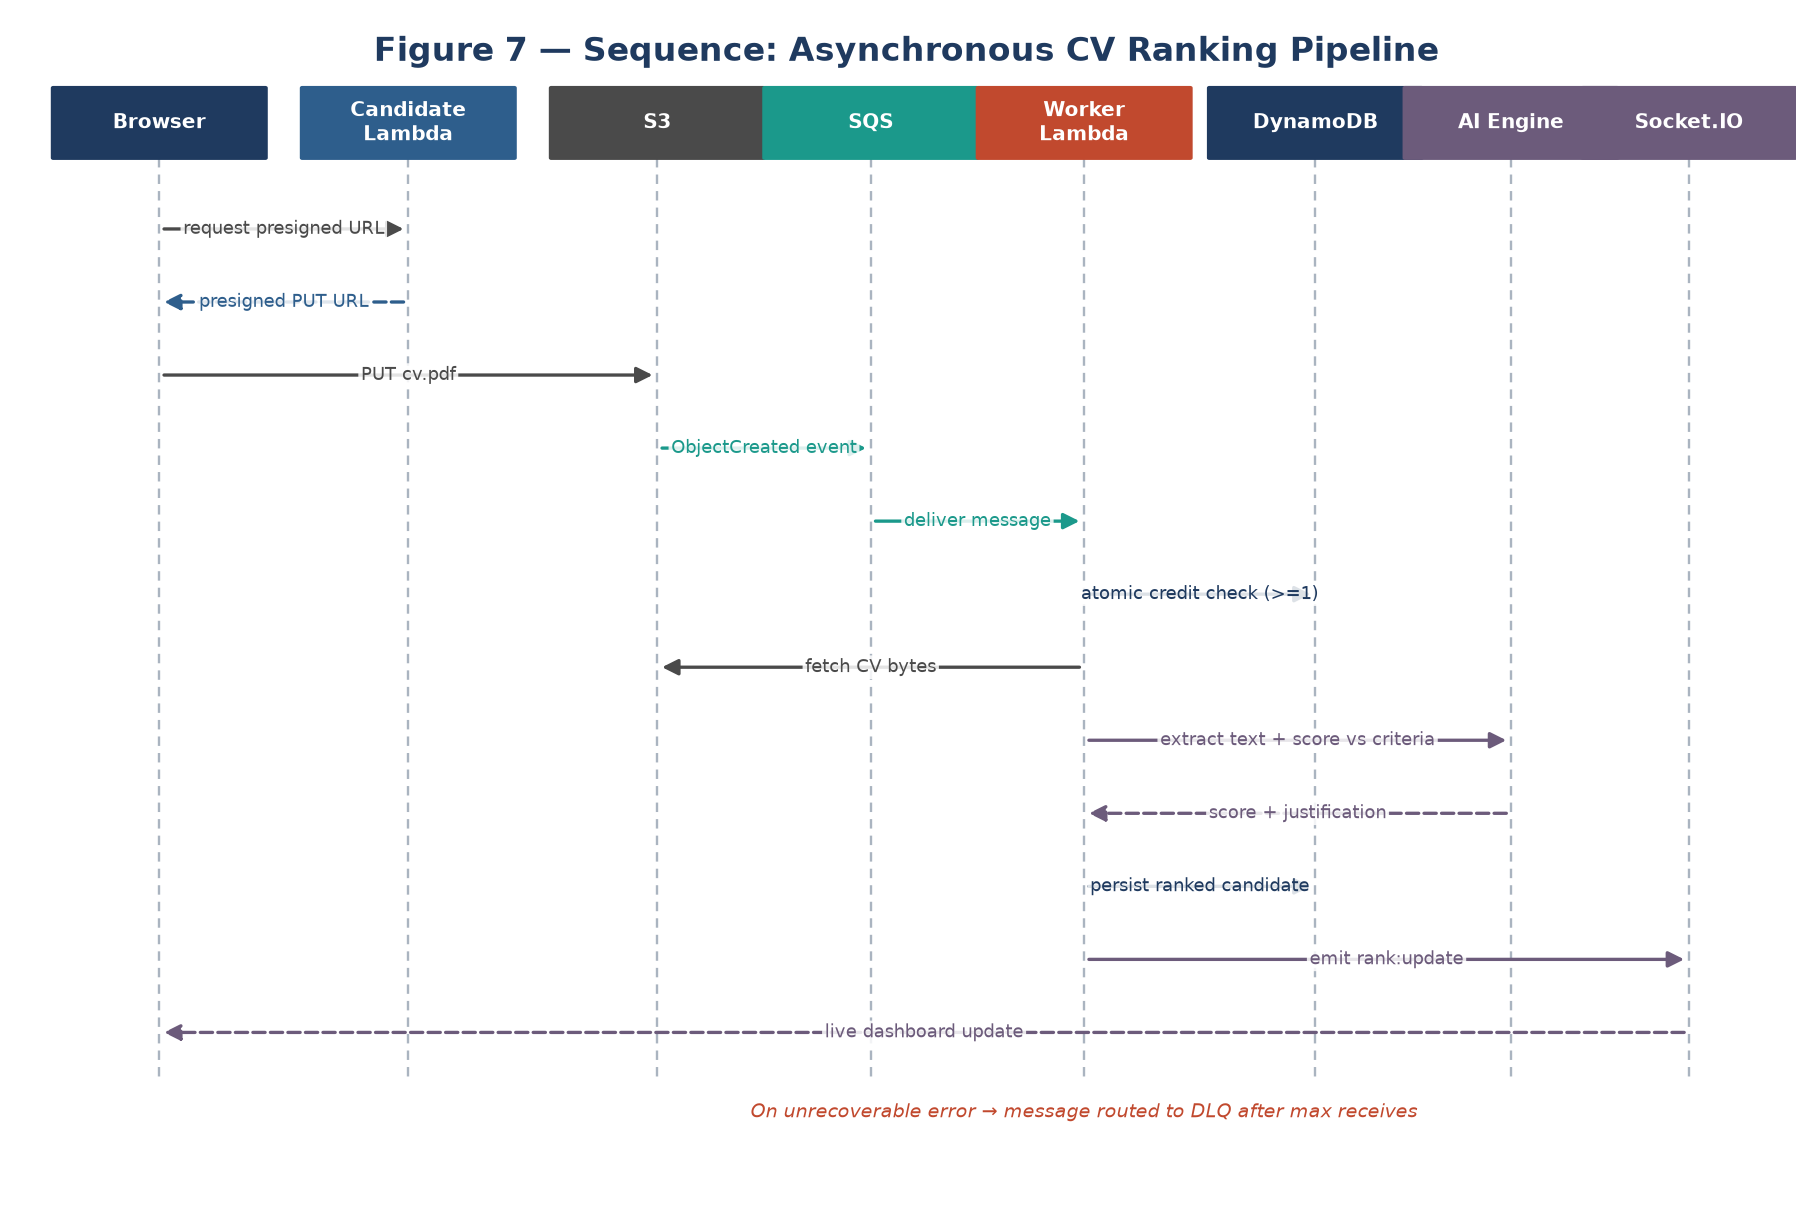 Figure 7 — Sequence: Asynchronous CV Ranking Pipeline
Browser
Candidate
Lambda
S3
SQS
Worker
Lambda
DynamoDB
AI Engine
Socket.IO
request presigned URL
presigned PUT URL
PUT cv.pdf
ObjectCreated event
deliver message
atomic credit check (>=1)
fetch CV bytes
extract text + score vs criteria
score + justification
persist ranked candidate
emit rank:update
live dashboard update
On unrecoverable error → message routed to DLQ after max receives